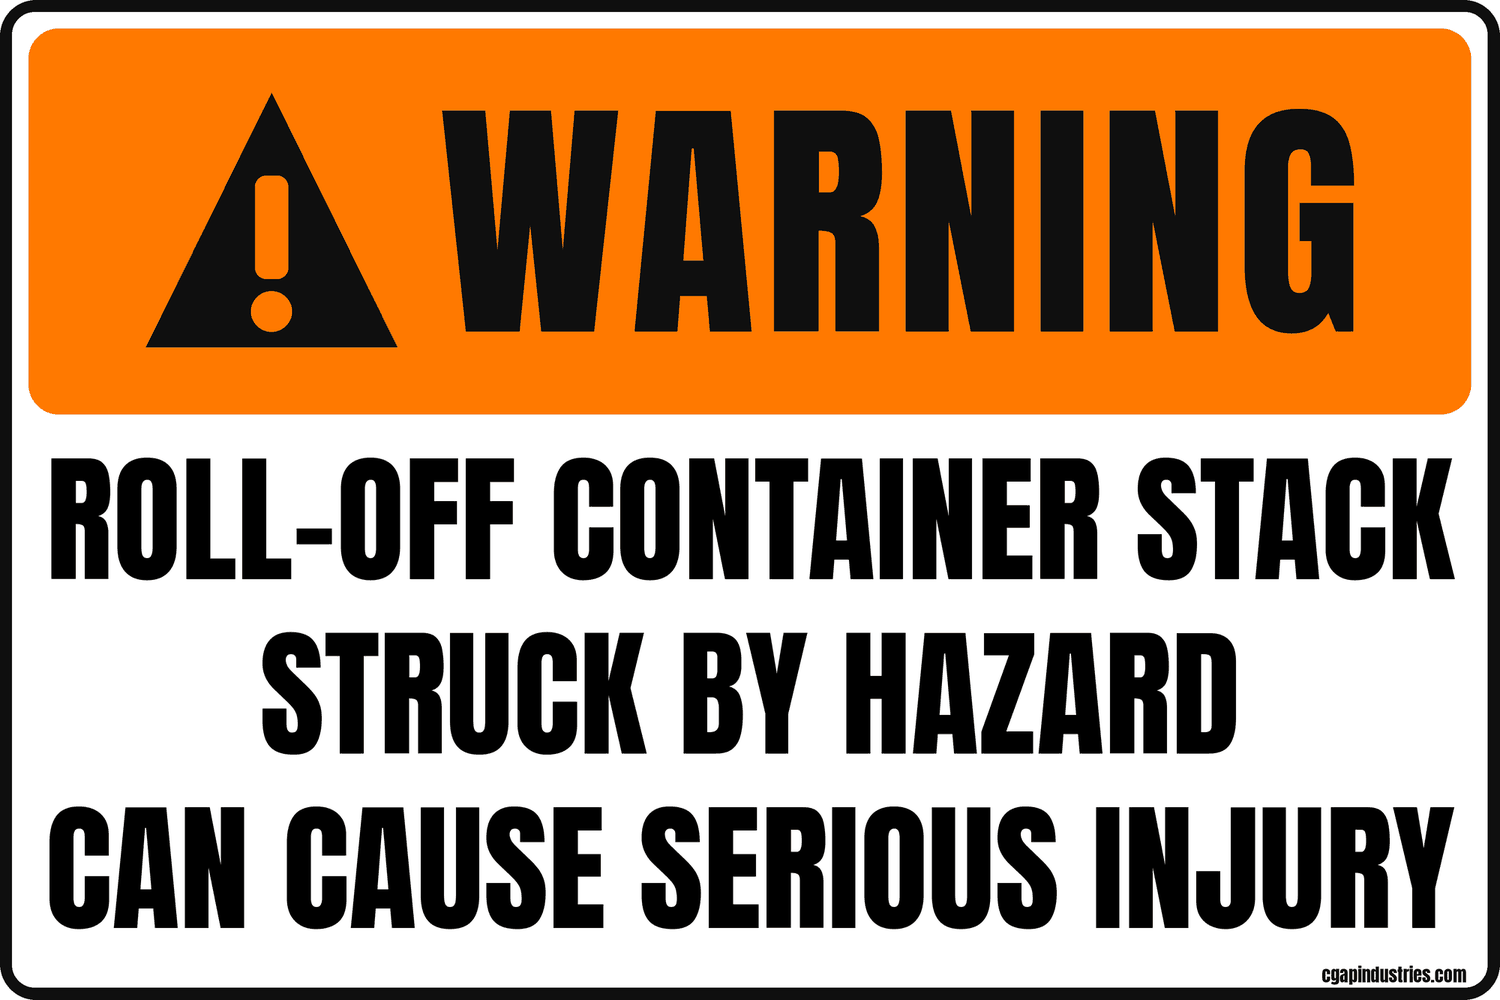 WARNING
ROLL-OFF CONTAINER STACK
STRUCK BY HAZARD
CAN CAUSE SERIOUS INJURY
cgapindustries.com